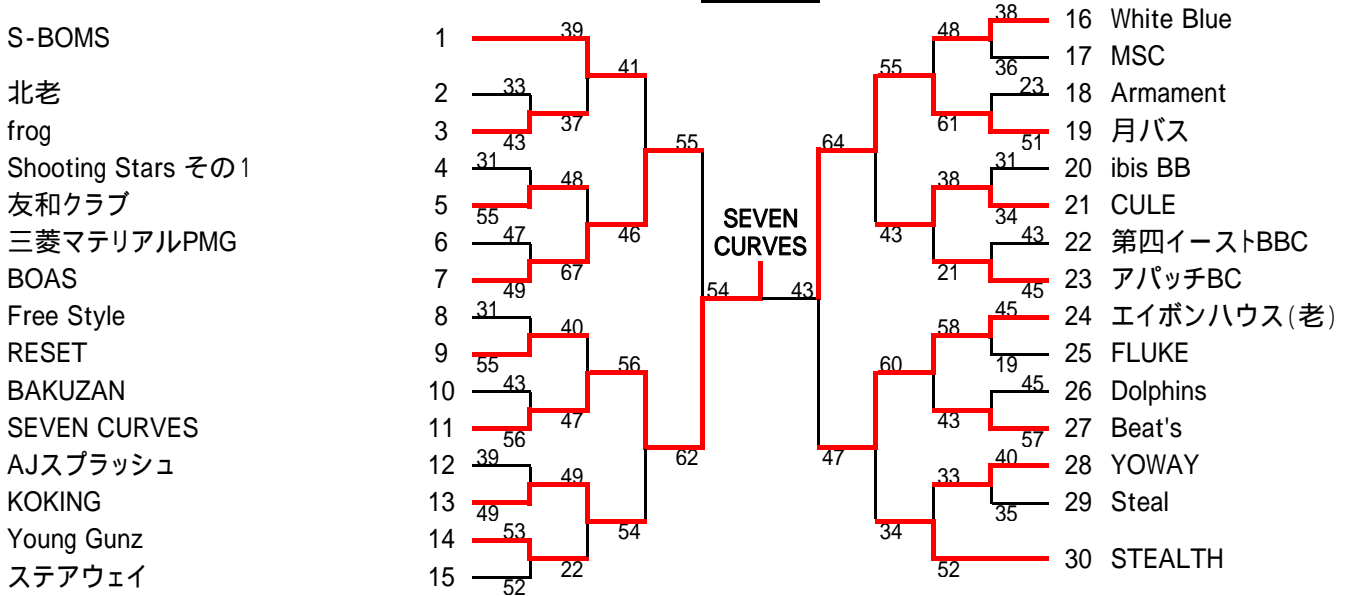 S-BOMS 1 39
41
北老 2 33
frog 3 43 37
55
Shooting Stars その1 4 31
48
友和クラブ 5 55
46
三菱マテリアルPMG 6 47
67
BOAS 7 49
SEVEN
CURVES
54 43
Free Style 8 31
40
RESET 9 55
56
BAKUZAN 10 43
47
SEVEN CURVES 11 56
62
AJスプラッシュ 12 39
49
KOKING 13 49
54
Young Gunz 14 53
22
ステアウェイ 15 52
38 16 White Blue
48
36 17 MSC
55
23 18 Armament
61
51 19 月バス
64
31 20 ibis BB
38
34 21 CULE
43
43 22 第四イーストBBC
21
45 23 アパッチBC
45 24 エイボンハウス(老)
58
19 25 FLUKE
60
45 26 Dolphins
43
57 27 Beat's
47
40 28 YOWAY
33
35 29 Steal
34
52 30 STEALTH